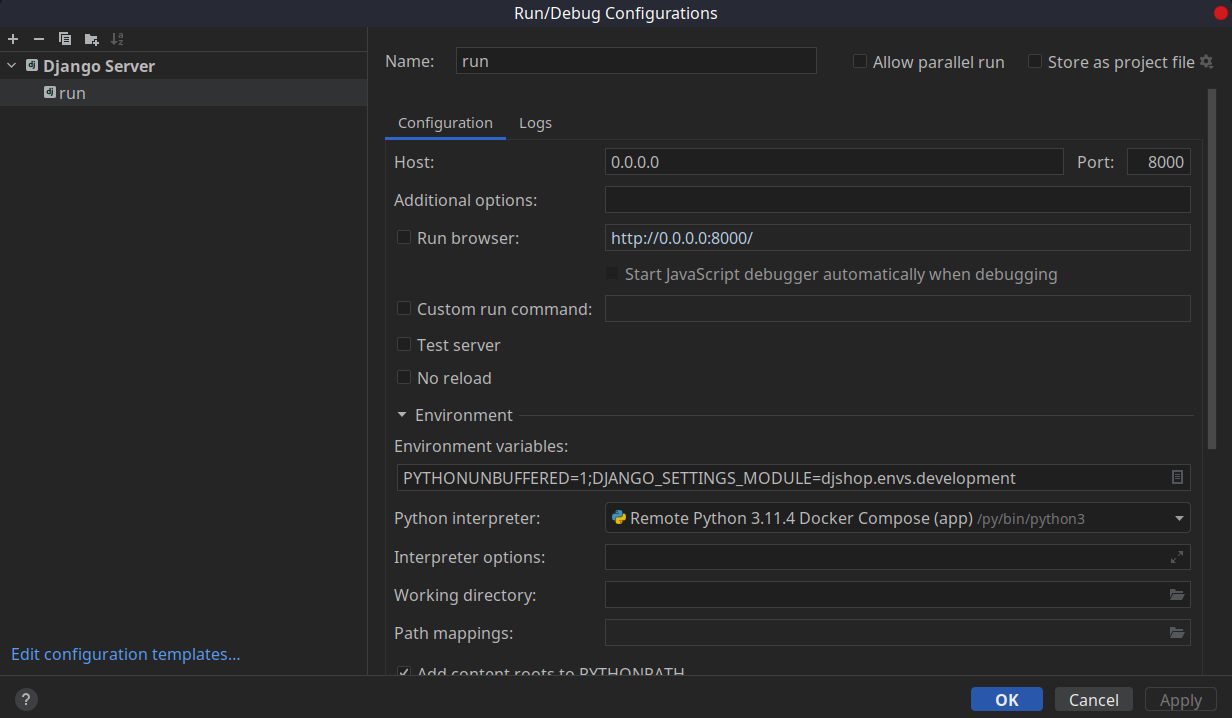 Run/Debug Configurations
Django Server
run
Edit configuration templates...
Name: run Allow parallel run Store as project file
Configuration Logs
Host: 0.0.0.0 Port: 8000
Additional options:
Run browser: http://0.0.0.0:8000/
Start JavaScript debugger automatically when debugging
Custom run command:
Test server
No reload
Environment
Environment variables:
PYTHONUNBUFFERED=1;DJANGO_SETTINGS_MODULE=djshop.envs.development
Python interpreter: Remote Python 3.11.4 Docker Compose (app) /py/bin/python3
Interpreter options:
Working directory:
Path mappings:
Add content roots to PYTHONPATH
? OK Cancel Apply